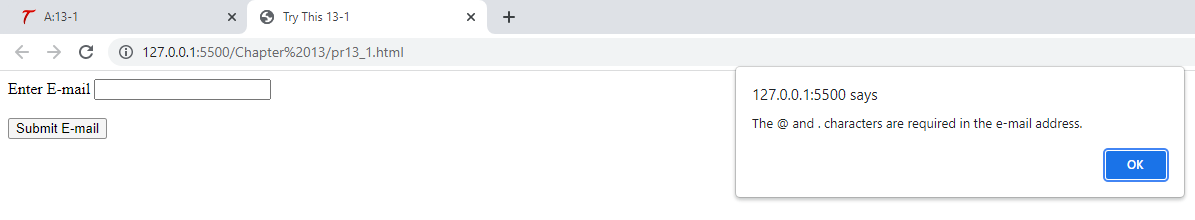 A:13-1
Try This 13-1
127.0.0.1:5500/Chapter%2013/pr13_1.html
Enter E-mail
Submit E-mail
127.0.0.1:5500 says
The @ and . characters are required in the e-mail address.
OK